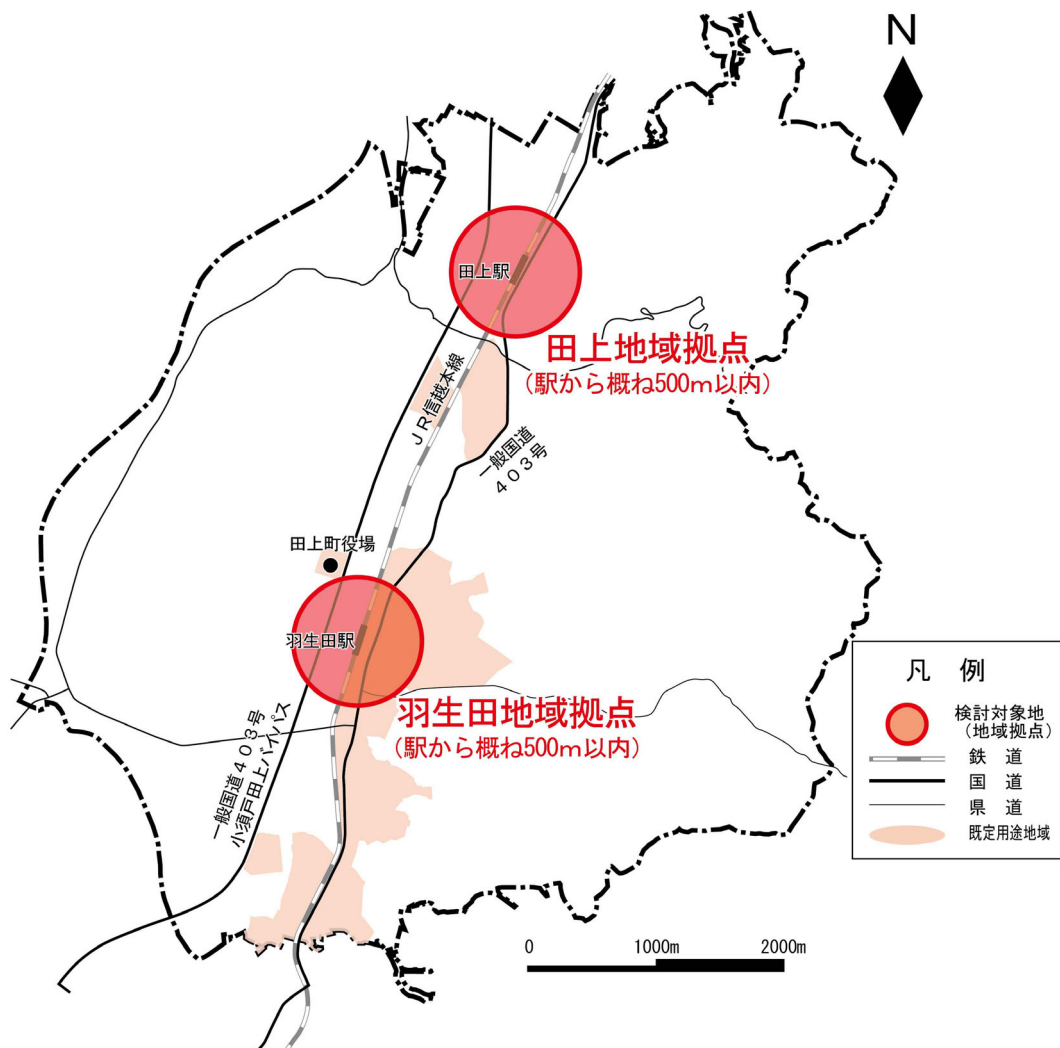 N
田上駅
田上地域拠点
(駅から概ね500m以内)
JR信越本線
一般国道
403号
田上町役場
羽生田駅
羽生田地域拠点
(駅から概ね500m以内)
一般国道403号
小須戸田上バイパス
凡 例
検討対象地
(地域拠点)
鉄 道
国 道
県 道
既定用途地域
0 1000m 2000m